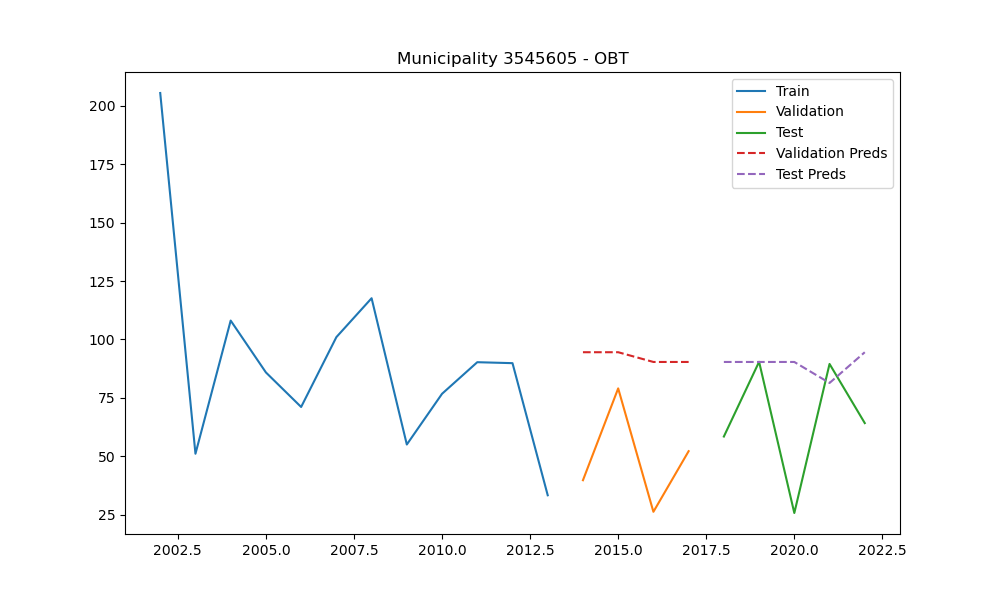 Municipality 3545605 - OBT
Train
Validation
Test
Validation Preds
Test Preds
200
175
150
125
100
75
50
25
2002.5 2005.0 2007.5 2010.0 2012.5 2015.0 2017.5 2020.0 2022.5